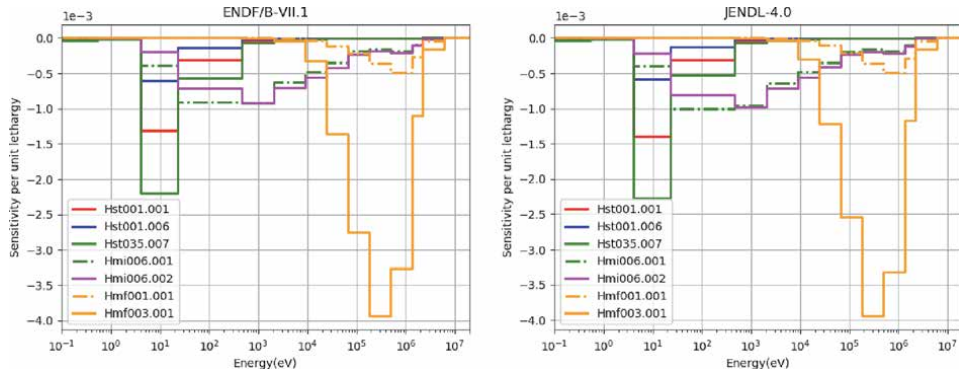 ENDF/B-VII.1
1e−3
0.0
−0.5
−1.0
−1.5
−2.0
−2.5
−3.0
−3.5
−4.0
Sensitivity per unit lethargy
Hst001.001
Hst001.006
Hst035.007
Hmi006.001
Hmi006.002
Hmf001.001
Hmf003.001
10⁻¹ 10⁰ 10¹ 10² 10³ 10⁴ 10⁵ 10⁶ 10⁷
Energy(eV)
JENDL-4.0
1e−3
0.0
−0.5
−1.0
−1.5
−2.0
−2.5
−3.0
−3.5
−4.0
Sensitivity per unit lethargy
Hst001.001
Hst001.006
Hst035.007
Hmi006.001
Hmi006.002
Hmf001.001
Hmf003.001
10⁻¹ 10⁰ 10¹ 10² 10³ 10⁴ 10⁵ 10⁶ 10⁷
Energy(eV)